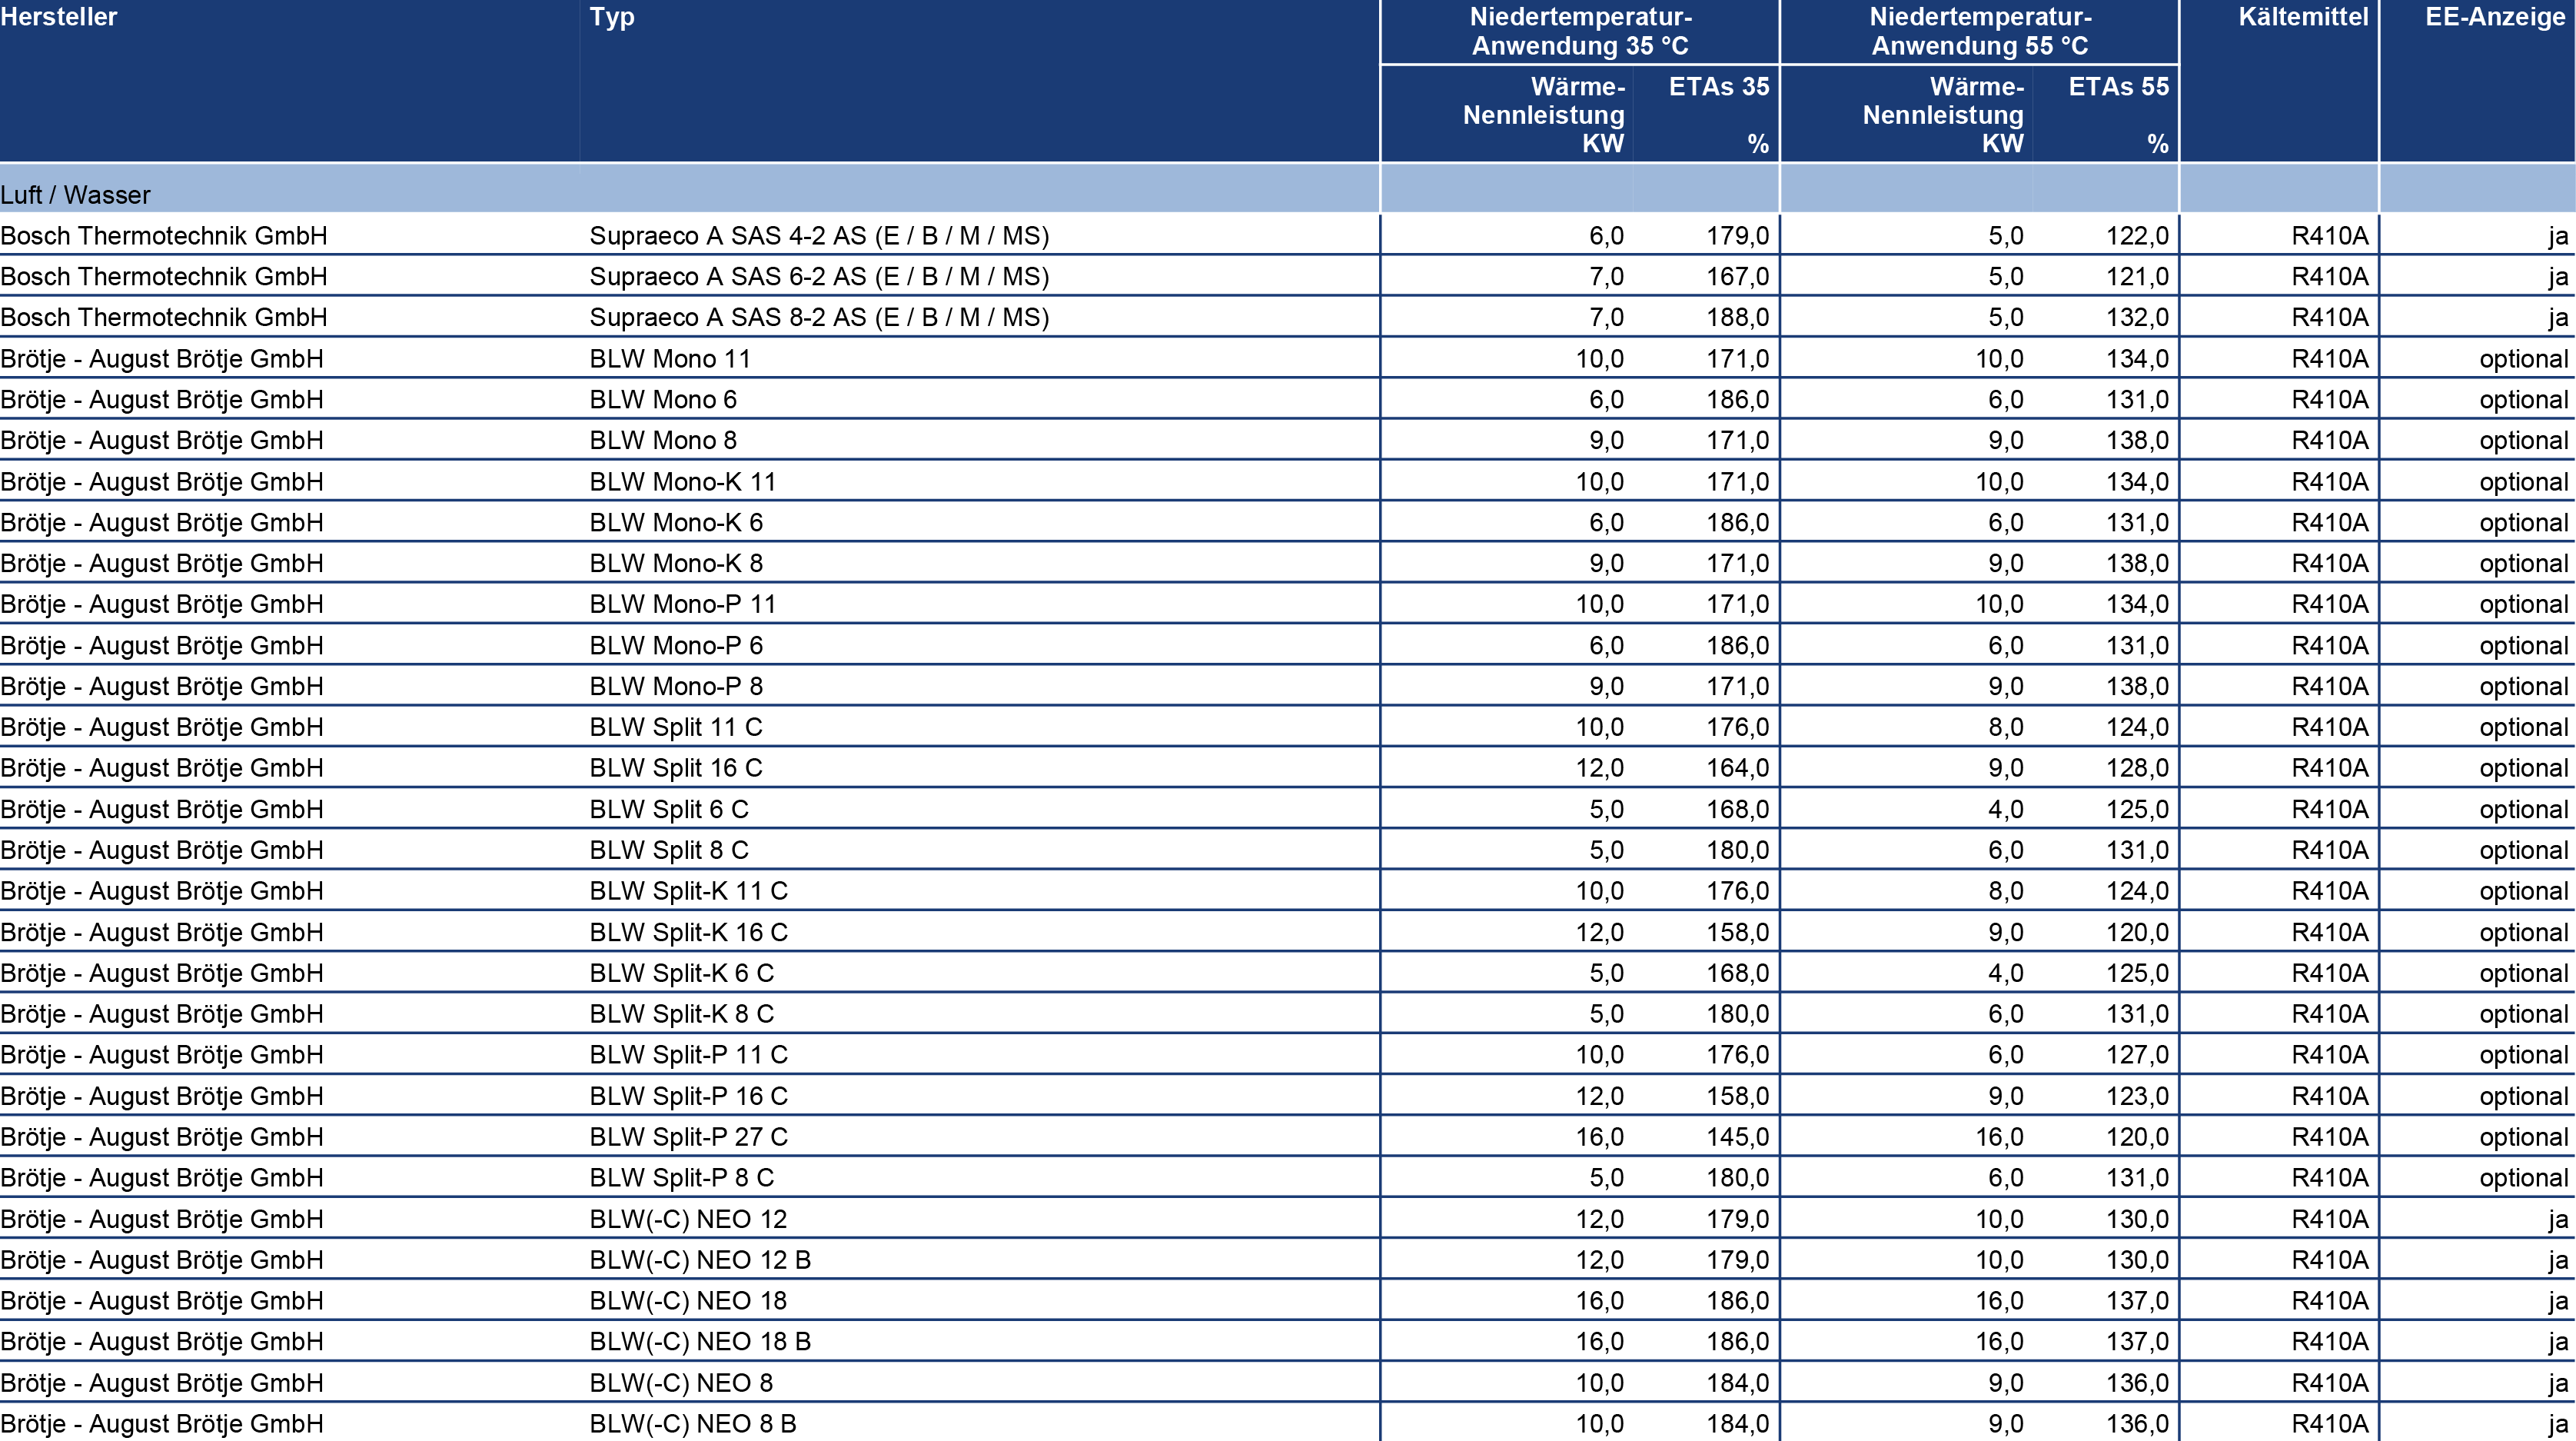 Hersteller Typ Niedertemperatur- Niedertemperatur- Kältemittel EE-Anzeige
Anwendung 35 °C Anwendung 55 °C
Wärme- ETAs 35 Wärme- ETAs 55
Nennleistung Nennleistung
KW % KW %
Luft / Wasser
Bosch Thermotechnik GmbH Supraeco A SAS 4-2 AS (E / B / M / MS) 6,0 179,0 5,0 122,0 R410A ja
Bosch Thermotechnik GmbH Supraeco A SAS 6-2 AS (E / B / M / MS) 7,0 167,0 5,0 121,0 R410A ja
Bosch Thermotechnik GmbH Supraeco A SAS 8-2 AS (E / B / M / MS) 7,0 188,0 5,0 132,0 R410A ja
Brötje - August Brötje GmbH BLW Mono 11 10,0 171,0 10,0 134,0 R410A optional
Brötje - August Brötje GmbH BLW Mono 6 6,0 186,0 6,0 131,0 R410A optional
Brötje - August Brötje GmbH BLW Mono 8 9,0 171,0 9,0 138,0 R410A optional
Brötje - August Brötje GmbH BLW Mono-K 11 10,0 171,0 10,0 134,0 R410A optional
Brötje - August Brötje GmbH BLW Mono-K 6 6,0 186,0 6,0 131,0 R410A optional
Brötje - August Brötje GmbH BLW Mono-K 8 9,0 171,0 9,0 138,0 R410A optional
Brötje - August Brötje GmbH BLW Mono-P 11 10,0 171,0 10,0 134,0 R410A optional
Brötje - August Brötje GmbH BLW Mono-P 6 6,0 186,0 6,0 131,0 R410A optional
Brötje - August Brötje GmbH BLW Mono-P 8 9,0 171,0 9,0 138,0 R410A optional
Brötje - August Brötje GmbH BLW Split 11 C 10,0 176,0 8,0 124,0 R410A optional
Brötje - August Brötje GmbH BLW Split 16 C 12,0 164,0 9,0 128,0 R410A optional
Brötje - August Brötje GmbH BLW Split 6 C 5,0 168,0 4,0 125,0 R410A optional
Brötje - August Brötje GmbH BLW Split 8 C 5,0 180,0 6,0 131,0 R410A optional
Brötje - August Brötje GmbH BLW Split-K 11 C 10,0 176,0 8,0 124,0 R410A optional
Brötje - August Brötje GmbH BLW Split-K 16 C 12,0 158,0 9,0 120,0 R410A optional
Brötje - August Brötje GmbH BLW Split-K 6 C 5,0 168,0 4,0 125,0 R410A optional
Brötje - August Brötje GmbH BLW Split-K 8 C 5,0 180,0 6,0 131,0 R410A optional
Brötje - August Brötje GmbH BLW Split-P 11 C 10,0 176,0 6,0 127,0 R410A optional
Brötje - August Brötje GmbH BLW Split-P 16 C 12,0 158,0 9,0 123,0 R410A optional
Brötje - August Brötje GmbH BLW Split-P 27 C 16,0 145,0 16,0 120,0 R410A optional
Brötje - August Brötje GmbH BLW Split-P 8 C 5,0 180,0 6,0 131,0 R410A optional
Brötje - August Brötje GmbH BLW(-C) NEO 12 12,0 179,0 10,0 130,0 R410A ja
Brötje - August Brötje GmbH BLW(-C) NEO 12 B 12,0 179,0 10,0 130,0 R410A ja
Brötje - August Brötje GmbH BLW(-C) NEO 18 16,0 186,0 16,0 137,0 R410A ja
Brötje - August Brötje GmbH BLW(-C) NEO 18 B 16,0 186,0 16,0 137,0 R410A ja
Brötje - August Brötje GmbH BLW(-C) NEO 8 10,0 184,0 9,0 136,0 R410A ja
Brötje - August Brötje GmbH BLW(-C) NEO 8 B 10,0 184,0 9,0 136,0 R410A ja